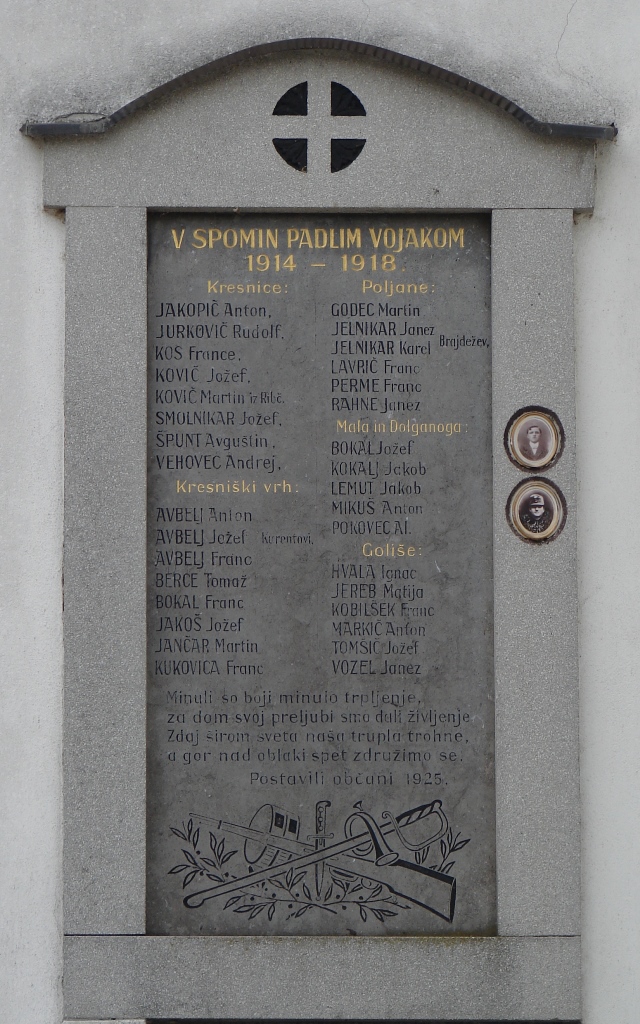 V SPOMIN PADLIM VOJAKOM
1914 – 1918.
Kresnice:
JAKOPIČ Anton,
JURKOVIČ Rudolf,
KOS France,
KOVIČ Jožef,
KOVIČ Martin iz Ribč.
SMOLNIKAR Jožef,
ŠPUNT Avguštin,
VEHOVEC Andrej,
Kresniški vrh:
AVBELJ Anton
AVBELJ Ježef kurentovi,
AVBELJ Franc
BERCE Tomaž
BOKAL Franc
JAKOŠ Jožef
JANČAR Martin
KUKOVICA Franc
Poljane:
GODEC Martin
JELNIKAR Janez
JELNIKAR Karel Brajdežev,
LAVRIČ Franc
PERME Franc
RAHNE Janez
Mala in Dolganoga:
BOKAL Jožef
KOKALJ Jakob
LEMUT Jakob
MIKUŠ Anton
POKOVEC Al.
Goliše:
HVALA Ignac
JEREB Matija
KOBILŠEK Franc
MARKIČ Anton
TOMŠIČ Jožef
VOZEL Janez
Minuli so boji minulo trpljenje,
za dom svoj preljubi smo dali življenje
Zdaj širom sveta naša trupla trohne,
a gor nad oblaki spet združimo se.
Postavili občani 1925.